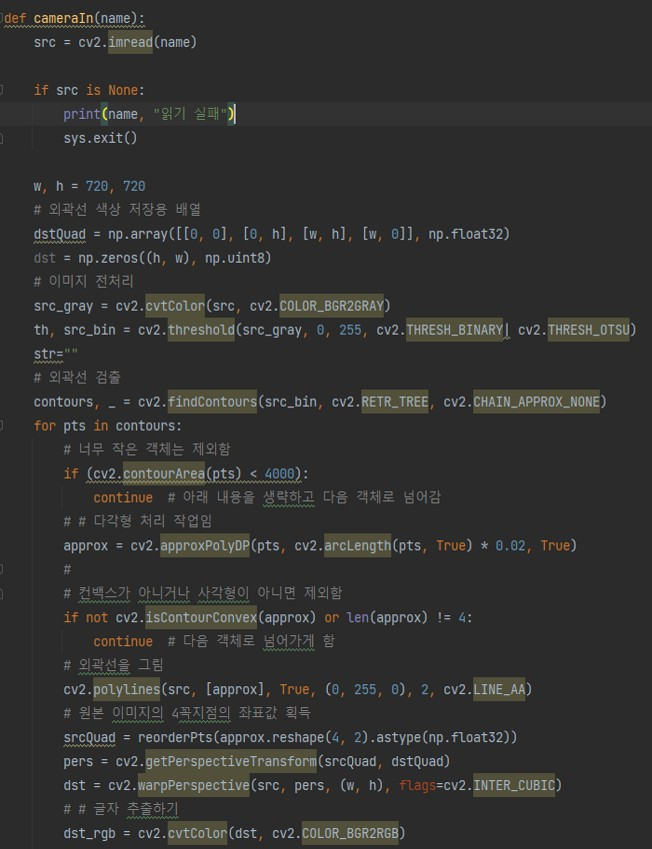 def cameraIn(name):
    src = cv2.imread(name)

    if src is None:
        print(name, "읽기 실패")
        sys.exit()

    w, h = 720, 720
    # 외곽선 색상 저장용 배열
    dstQuad = np.array([[0, 0], [0, h], [w, h], [w, 0]], np.float32)
    dst = np.zeros((h, w), np.uint8)
    # 이미지 전처리
    src_gray = cv2.cvtColor(src, cv2.COLOR_BGR2GRAY)
    th, src_bin = cv2.threshold(src_gray, 0, 255, cv2.THRESH_BINARY| cv2.THRESH_OTSU)
    str=""
    # 외곽선 검출
    contours, _ = cv2.findContours(src_bin, cv2.RETR_TREE, cv2.CHAIN_APPROX_NONE)
    for pts in contours:
        # 너무 작은 객체는 제외함
        if (cv2.contourArea(pts) < 4000):
            continue  # 아래 내용을 생략하고 다음 객체로 넘어감
        # # 다각형 처리 작업임
        approx = cv2.approxPolyDP(pts, cv2.arcLength(pts, True) * 0.02, True)
        #
        # 컨백스가 아니거나 사각형이 아니면 제외함
        if not cv2.isContourConvex(approx) or len(approx) != 4:
            continue  # 다음 객체로 넘어가게 함
        # 외곽선을 그림
        cv2.polylines(src, [approx], True, (0, 255, 0), 2, cv2.LINE_AA)
        # 원본 이미지의 4꼭지점의 좌표값 획득
        srcQuad = reorderPts(approx.reshape(4, 2).astype(np.float32))
        pers = cv2.getPerspectiveTransform(srcQuad, dstQuad)
        dst = cv2.warpPerspective(src, pers, (w, h), flags=cv2.INTER_CUBIC)
        # # 글자 추출하기
        dst_rgb = cv2.cvtColor(dst, cv2.COLOR_BGR2RGB)